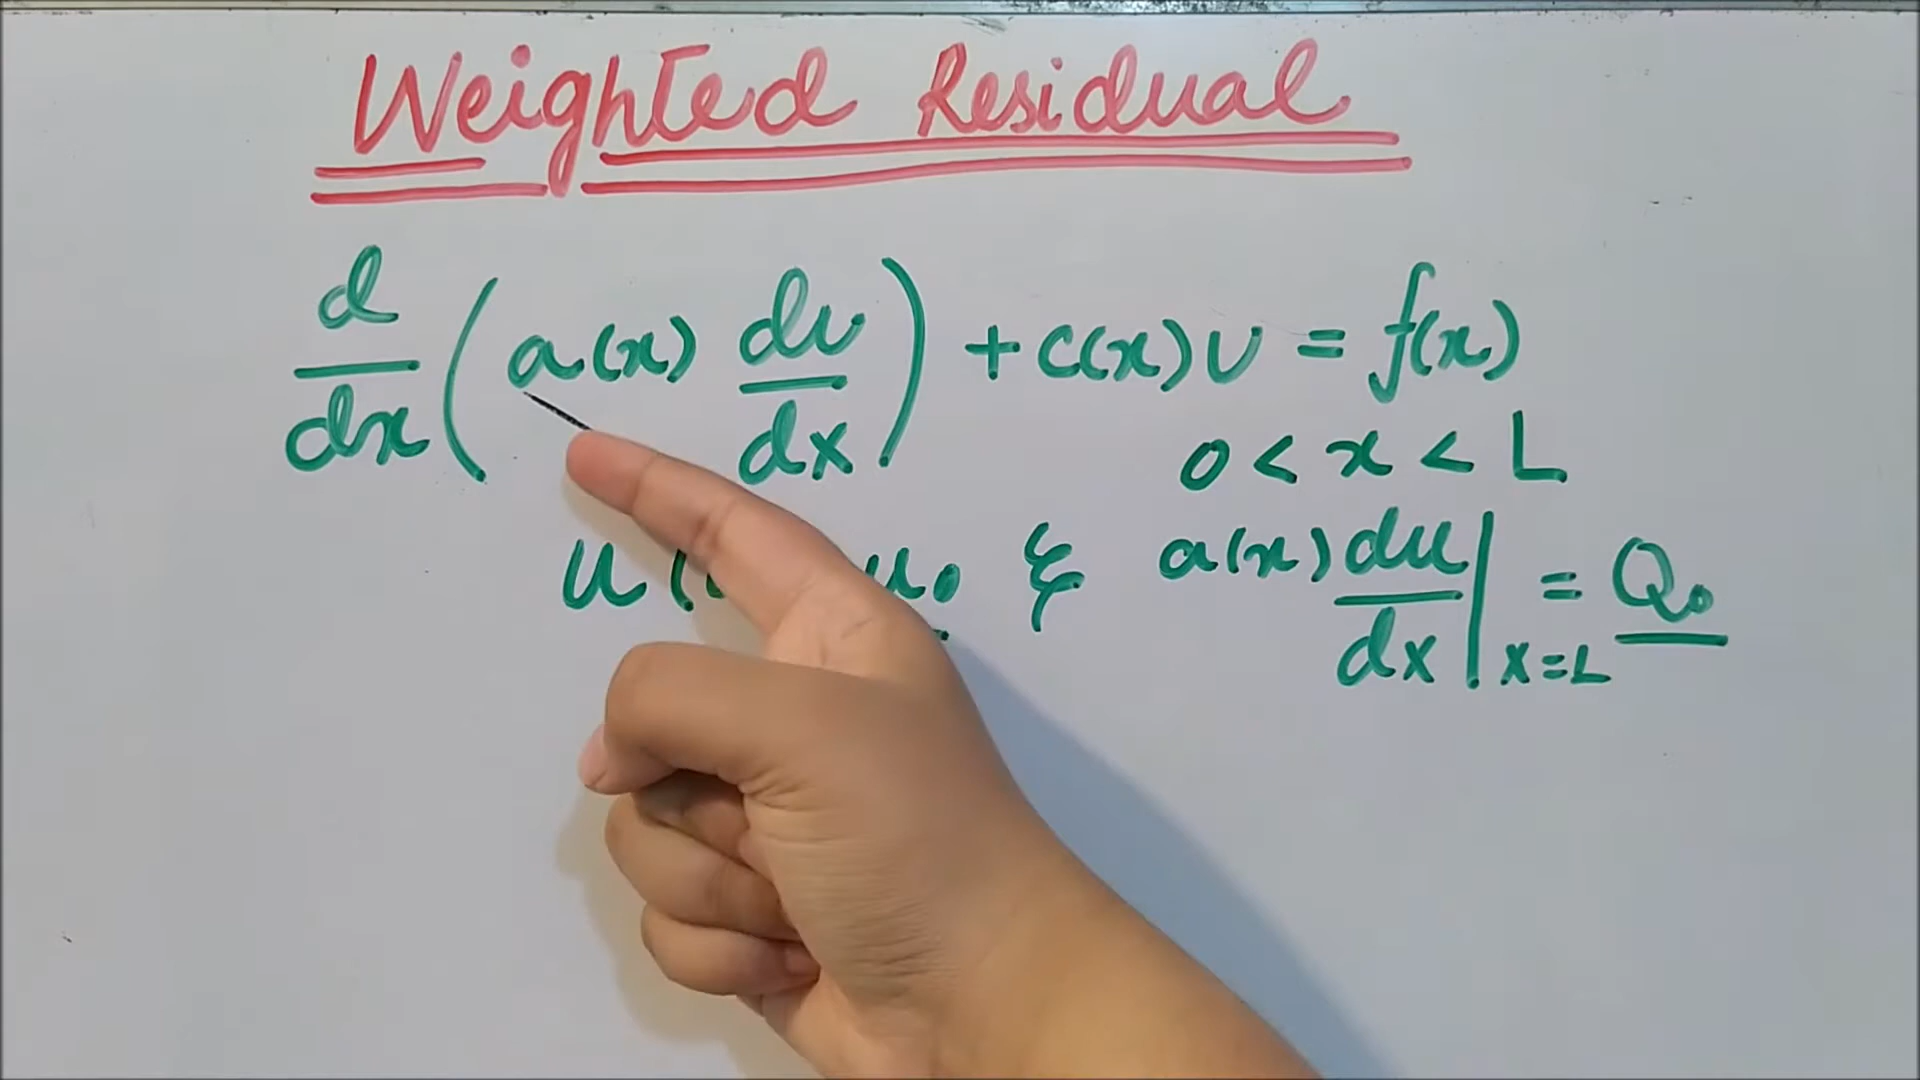 Weighted Residual
d/dx ( a(x) du/dx ) + c(x)u = f(x)
0 < x < L
u( u₀ & a(x) du/dx |x=L = Q₀